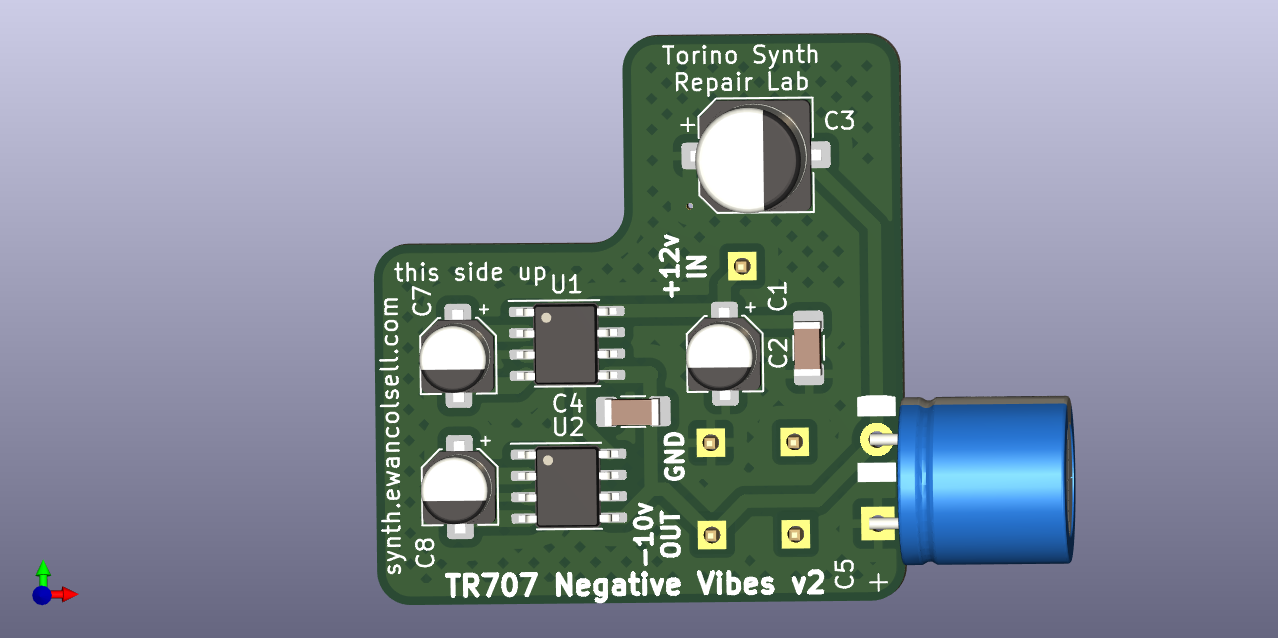 Torino Synth
Repair Lab
+
C3
+12v
IN
this side up
U1
C7
+
C1
+
C2
synth.ewancolsell.com
C4
U2
GND
+
C8
-10v
OUT
TR707 Negative Vibes v2
C5
+